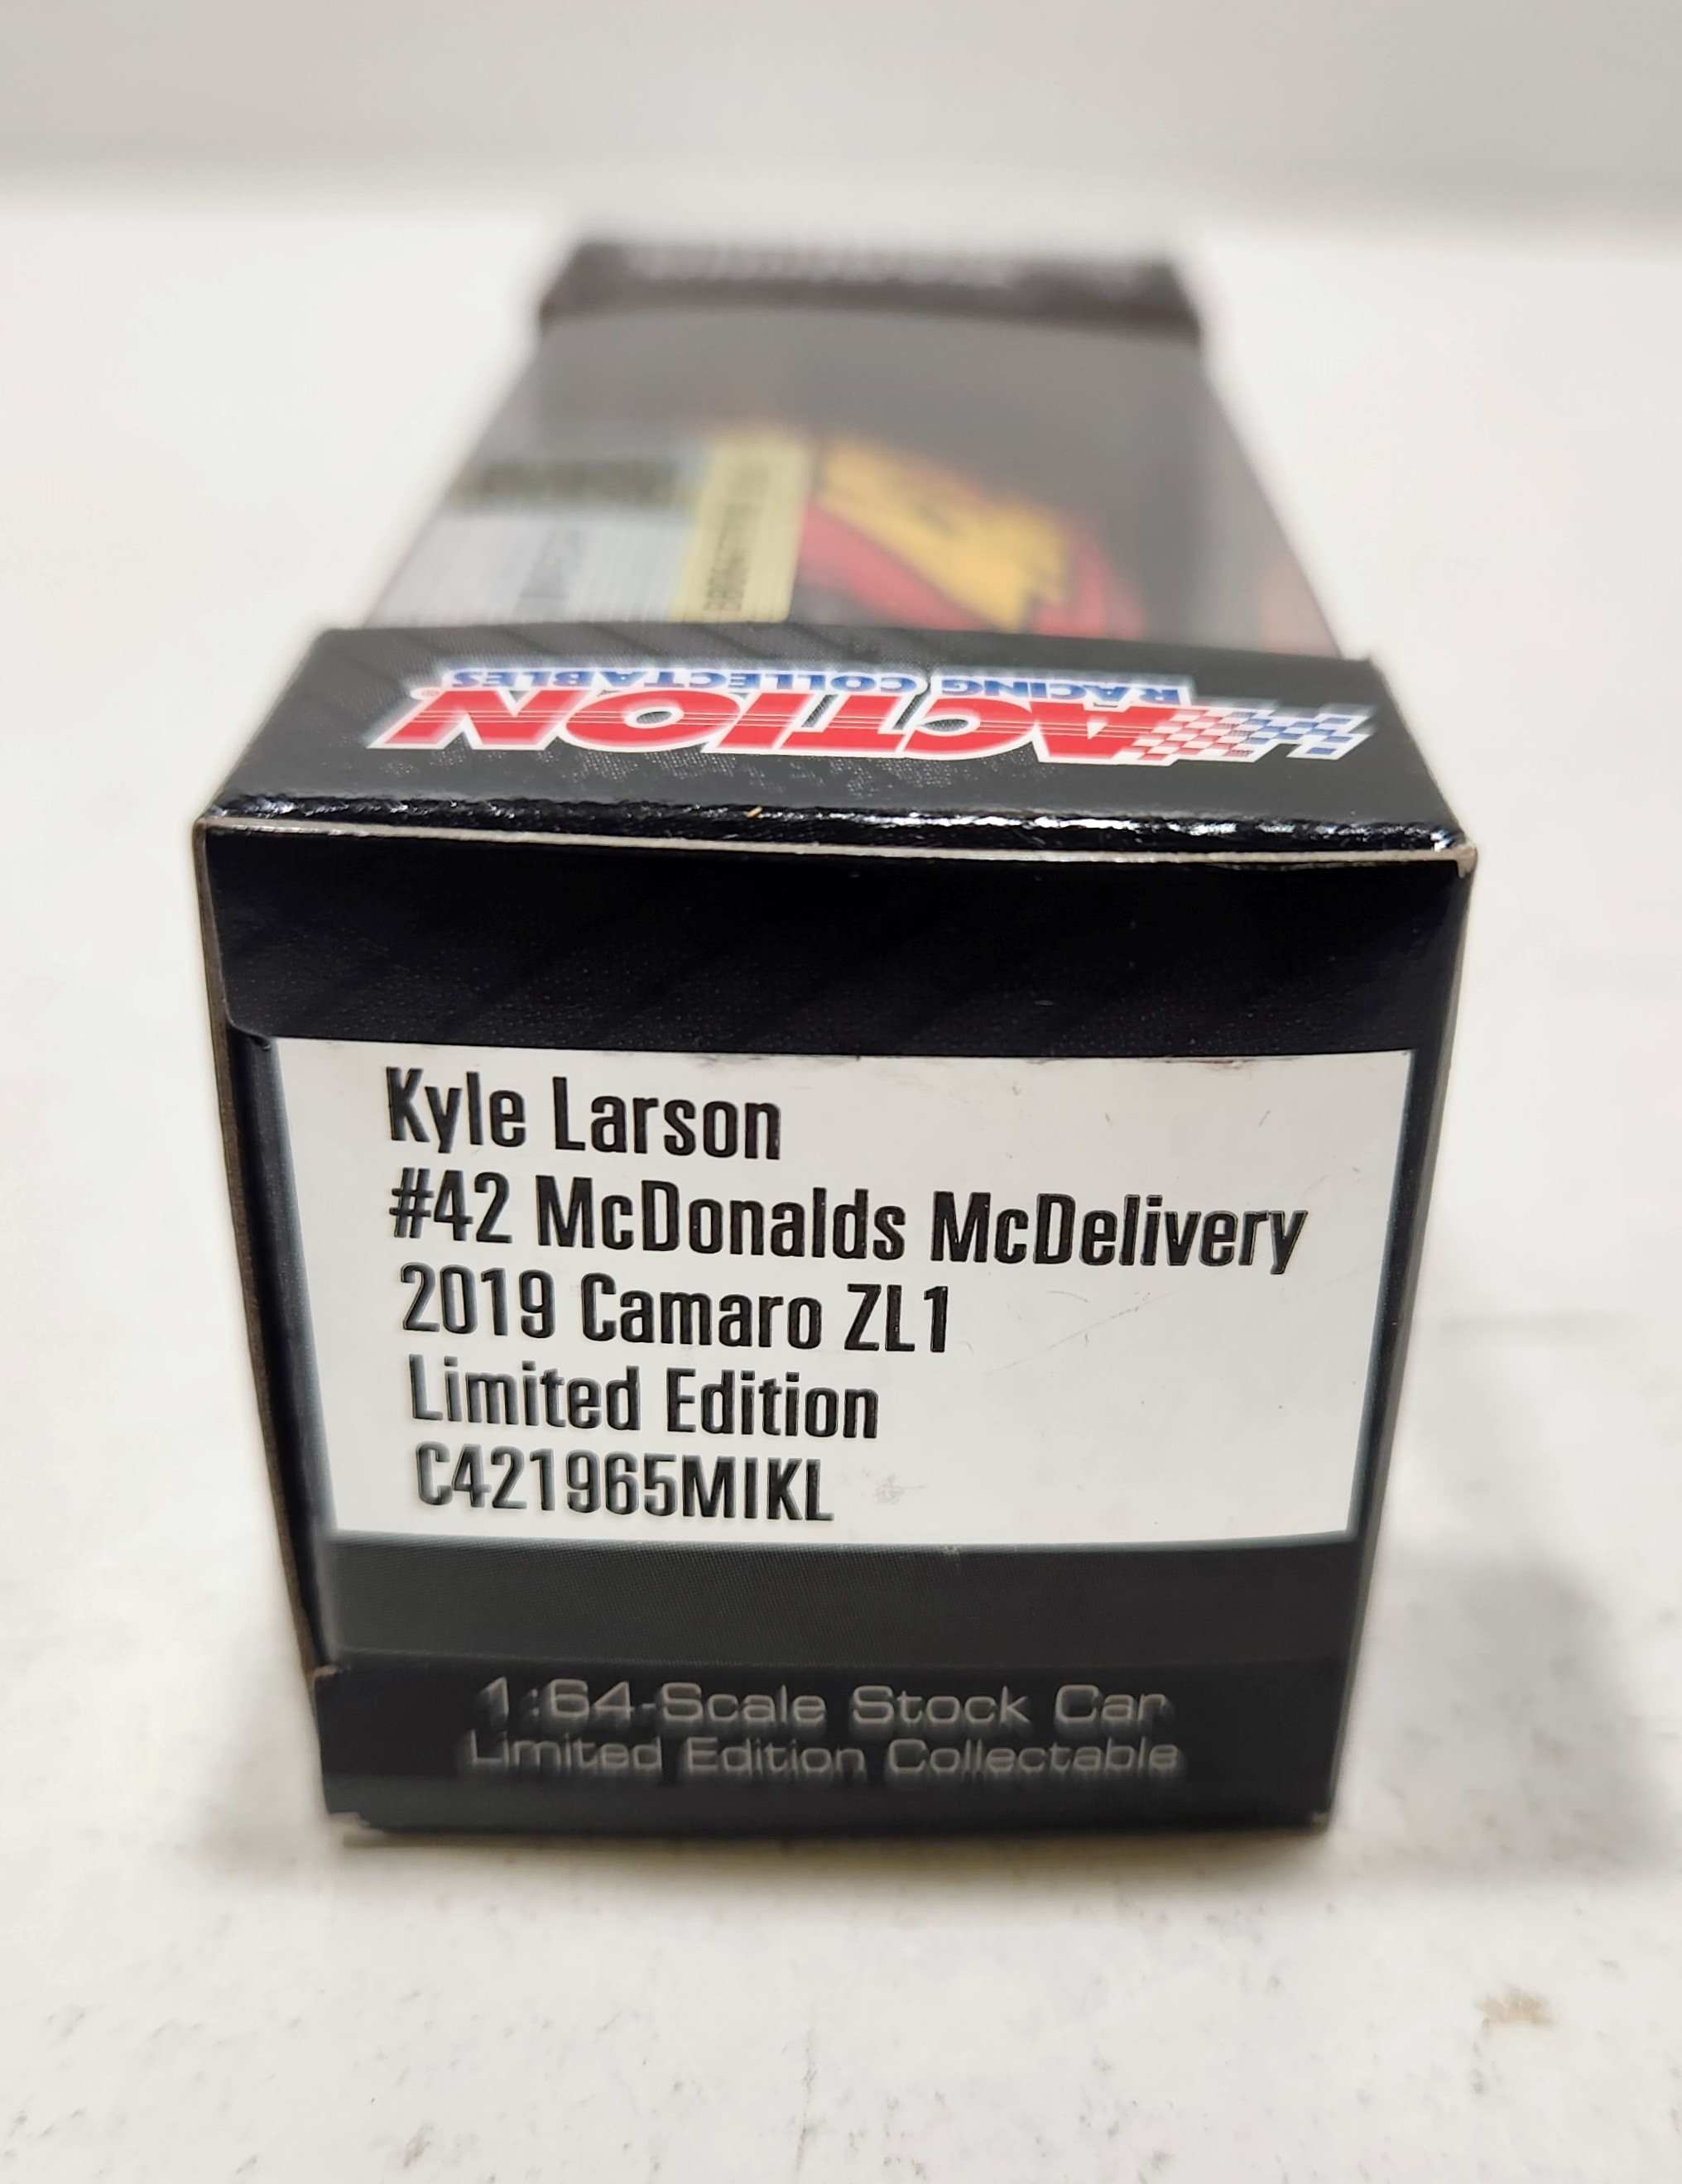 RACING COLLECTABLES
ACTION®
Kyle Larson
#42 McDonalds McDelivery
2019 Camaro ZL1
Limited Edition
C421965MIKL
1:64-Scale Stock Car
Limited Edition Collectable